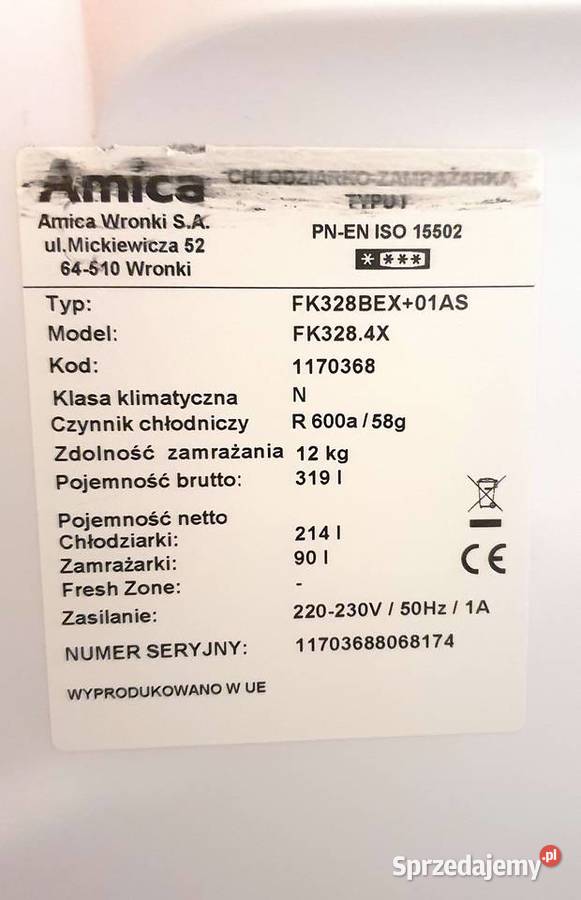 Amica
CHŁODZIARKO-ZAMRAŻARKA
TYPU I
Amica Wronki S.A.
ul.Mickiewicza 52
64-510 Wronki
PN-EN ISO 15502
Typ: FK328BEX+01AS
Model: FK328.4X
Kod: 1170368
Klasa klimatyczna N
Czynnik chłodniczy R 600a / 58g
Zdolność zamrażania 12 kg
Pojemność brutto: 319 l
Pojemność netto
Chłodziarki: 214 l
Zamrażarki: 90 l
Fresh Zone: -
Zasilanie: 220-230V / 50Hz / 1A
NUMER SERYJNY: 11703688068174
WYPRODUKOWANO W UE
CE
Sprzedajemy.pl